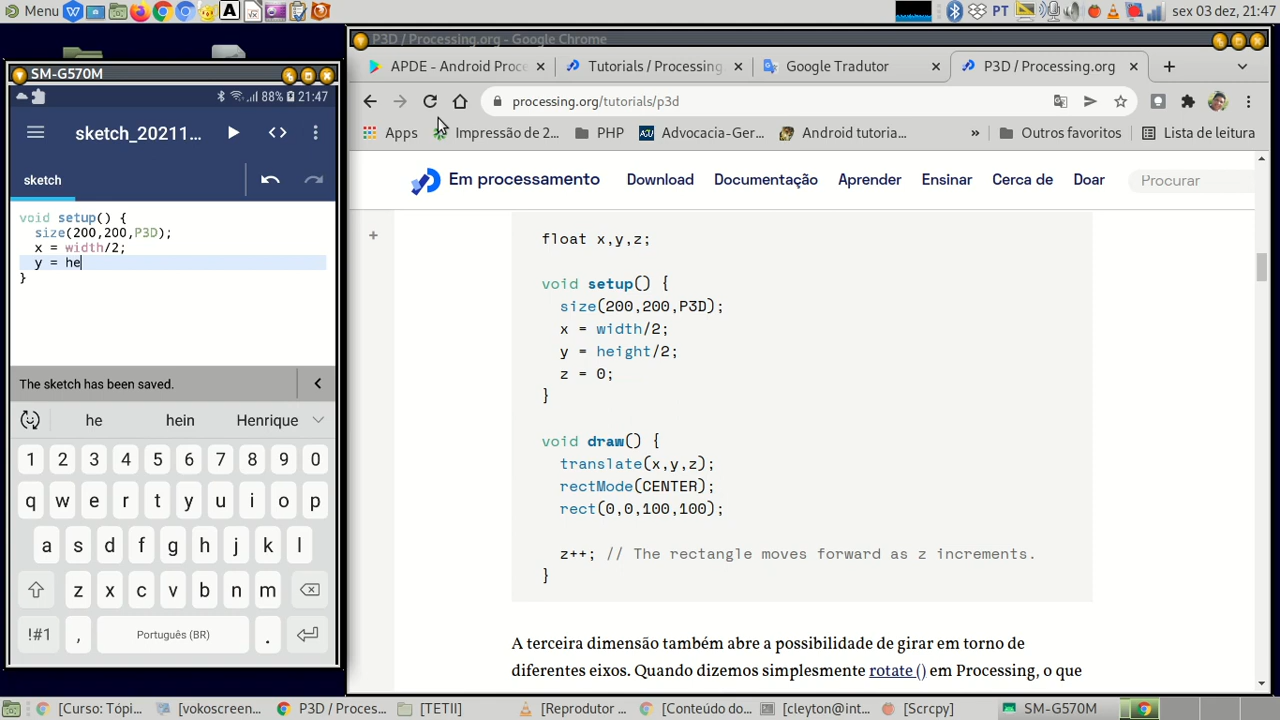 Menu
PT
sex 03 dez, 21:47
SM-G570M
88% 21:47
sketch_20211...
sketch
void setup() {
size(200,200,P3D);
x = width/2;
y = he
}
The sketch has been saved.
he hein Henrique
1 2 3 4 5 6 7 8 9 0
q w e r t y u i o p
a s d f g h j k l
z x c v b n m
!#1 , Português (BR) .
P3D / Processing.org - Google Chrome
APDE - Android Proce
Tutorials / Processing
Google Tradutor
P3D / Processing.org
processing.org/tutorials/p3d
Apps
Impressão de 2...
PHP
Advocacia-Ger...
Android tutoria...
»
Outros favoritos
Lista de leitura
Em processamento Download Documentação Aprender Ensinar Cerca de Doar Procurar
float x,y,z;
void setup() {
size(200,200,P3D);
x = width/2;
y = height/2;
z = 0;
}
void draw() {
translate(x,y,z);
rectMode(CENTER);
rect(0,0,100,100);
z++; // The rectangle moves forward as z increments.
}
A terceira dimensão também abre a possibilidade de girar em torno de
diferentes eixos. Quando dizemos simplesmente rotate () em Processing, o que
[Curso: Tópi...
[vokoscreen...
P3D / Proces...
[TETII]
[Reprodutor ...
[Conteúdo do...
[cleyton@int...
[Scrcpy]
SM-G570M